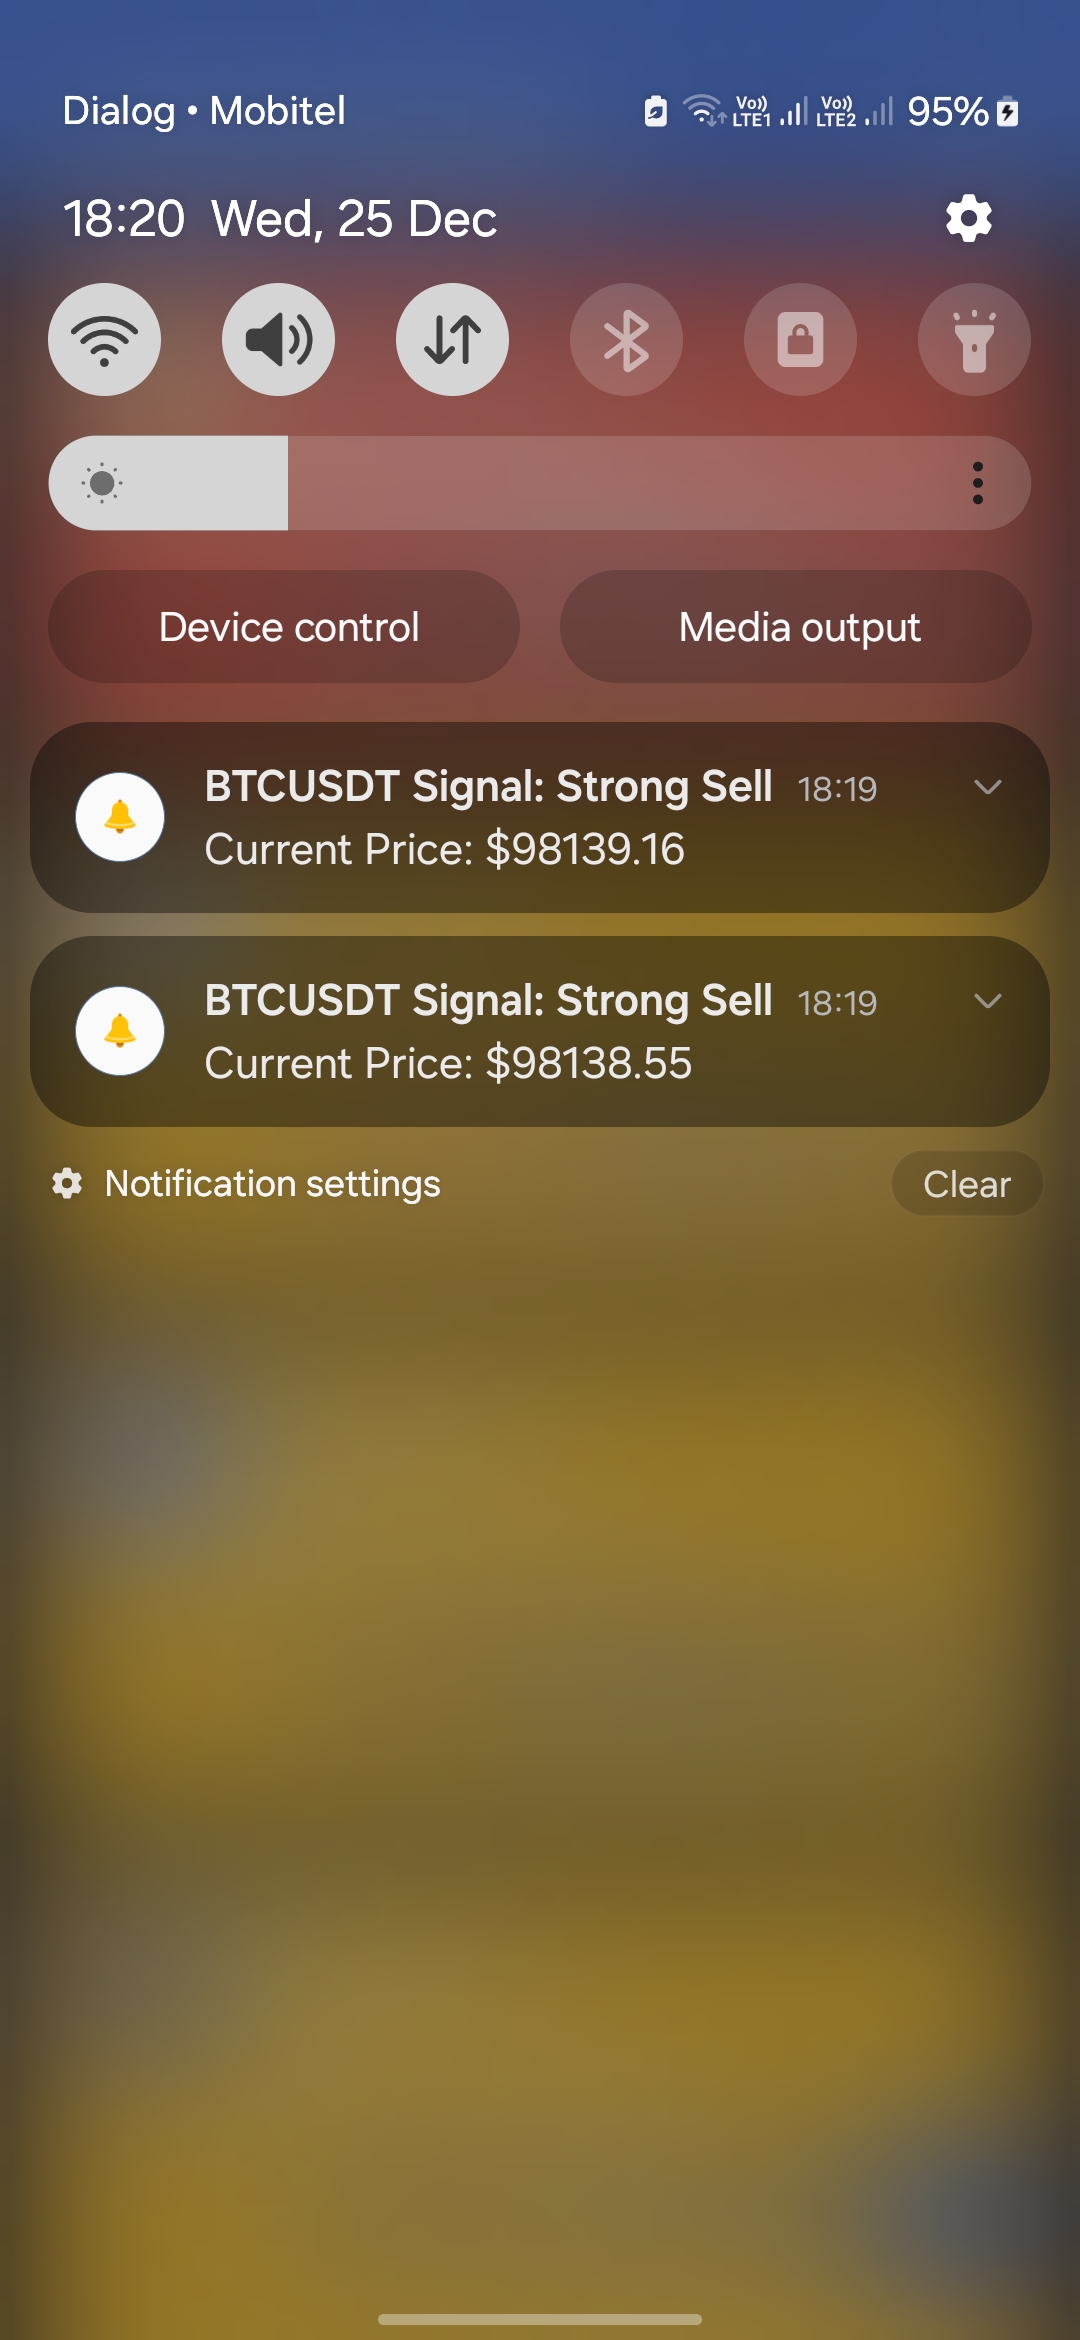 Dialog • Mobitel Vo)) LTE1 Vo)) LTE2 95%
18:20 Wed, 25 Dec
Device control
Media output
BTCUSDT Signal: Strong Sell 18:19
Current Price: $98139.16
BTCUSDT Signal: Strong Sell 18:19
Current Price: $98138.55
Notification settings
Clear